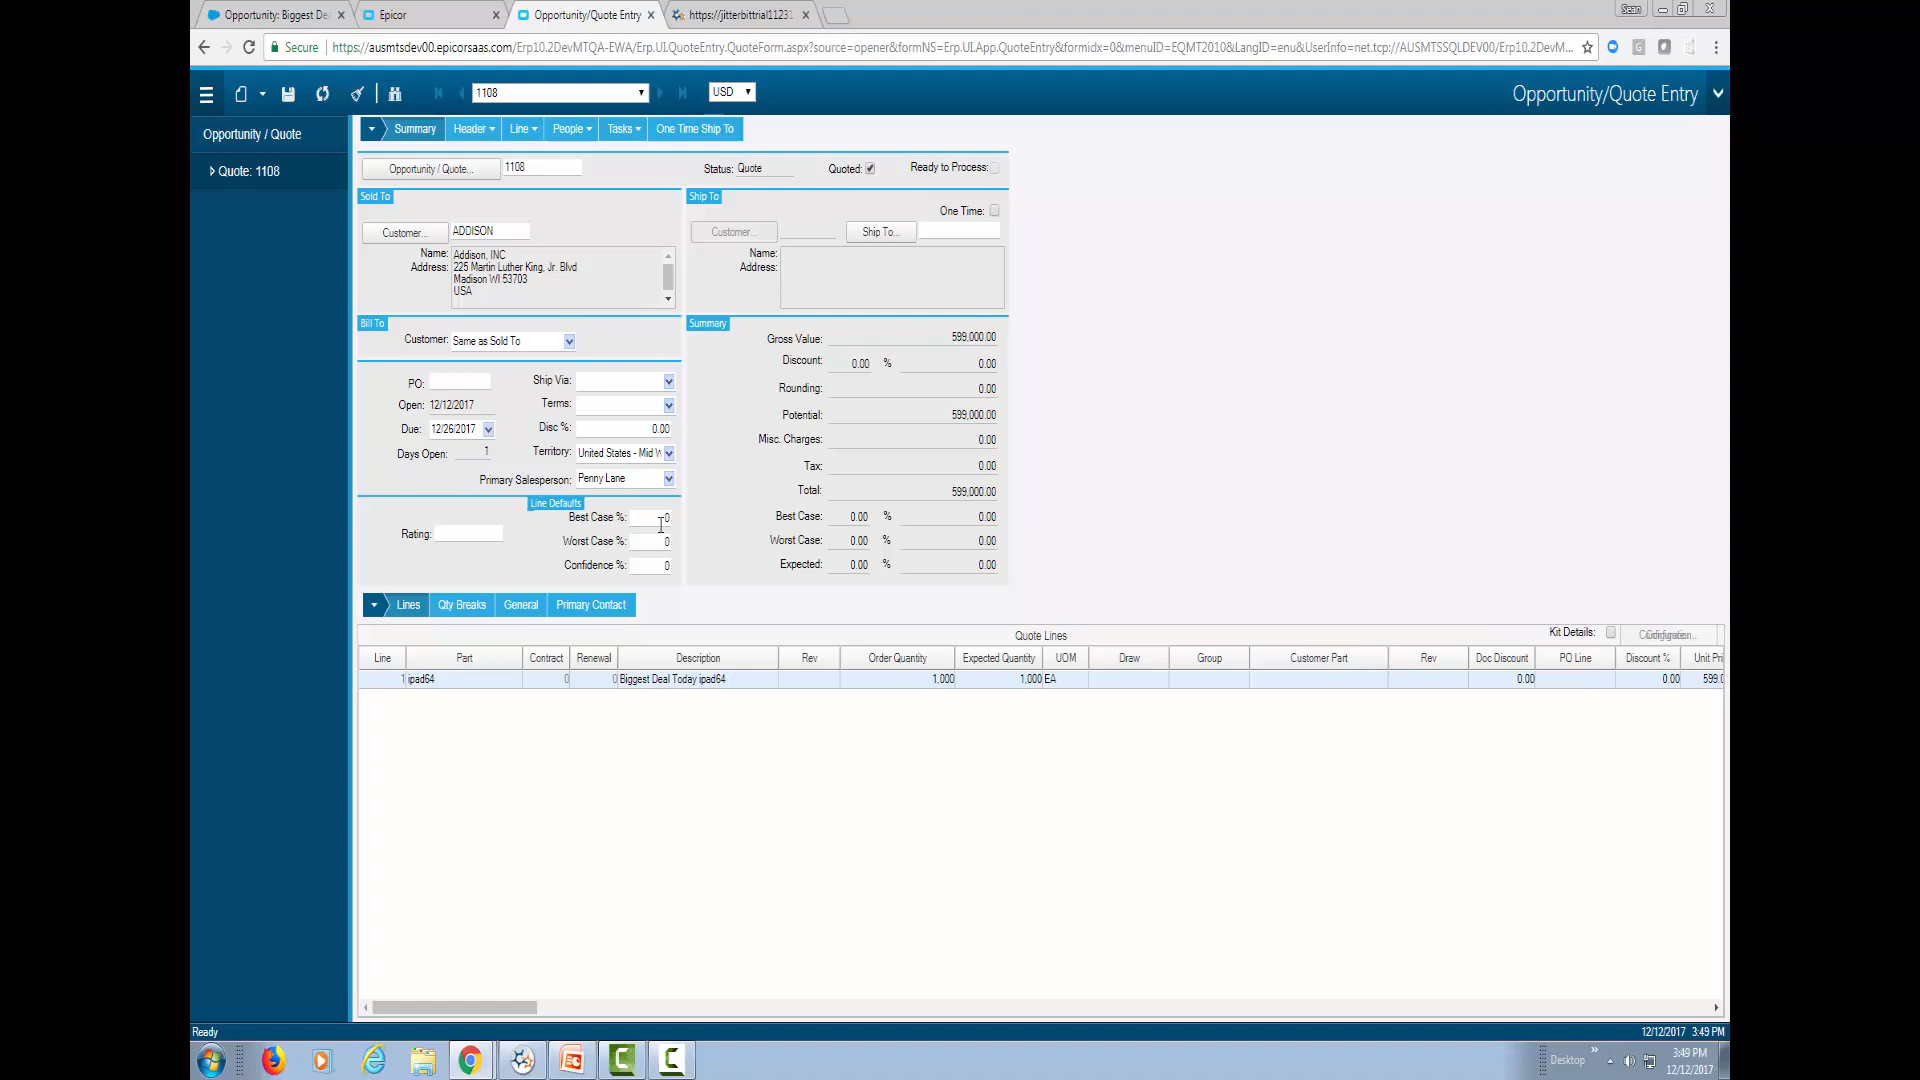 Opportunity: Biggest De
Epicor
Opportunity/Quote Entry
https://jitterbittrial11231
Sean
Secure
https://ausmtsdev00.epicorsaas.com/Erp10.2DevMTQA-EWA/Erp.UI.QuoteEntry.QuoteForm.aspx?source=opener&formNS=Erp.UI.App.QuoteEntry&formidx=0&menuID=EQMT2010&LangID=enu&UserInfo=net.tcp://AUSMTSSQLDEV00/Erp10.2DevM...
1108
USD
Opportunity/Quote Entry
Opportunity / Quote
Quote: 1108
Summary Header Line People Tasks One Time Ship To
Opportunity / Quote... 1108 Status: Quote Quoted: Ready to Process:
Sold To
Customer... ADDISON
Name: Addison, INC
Address: 225 Martin Luther King, Jr. Blvd
Madison WI 53703
USA
Ship To
One Time:
Customer... Ship To...
Name:
Address:
Bill To
Customer: Same as Sold To
PO: Ship Via:
Open: 12/12/2017 Terms:
Due: 12/26/2017 Disc %: 0.00
Days Open: 1 Territory: United States - Mid W
Primary Salesperson: Penny Lane
Line Defaults
Best Case %: 0
Rating:
Worst Case %: 0
Confidence %: 0
Summary
Gross Value: 599,000.00
Discount: 0.00 % 0.00
Rounding: 0.00
Potential: 599,000.00
Misc. Charges: 0.00
Tax: 0.00
Total: 599,000.00
Best Case: 0.00 % 0.00
Worst Case: 0.00 % 0.00
Expected: 0.00 % 0.00
Lines Qty Breaks General Primary Contact
Quote Lines Kit Details:
Line Part Contract Renewal Description Rev Order Quantity Expected Quantity UOM Draw Group Customer Part Rev Doc Discount PO Line Discount % Unit Pri
1 ipad64 0 0 Biggest Deal Today ipad64 1,000 1,000 EA 0.00 0.00 599.0
Ready
12/12/2017 3:49 PM
Desktop
3:49 PM
12/12/2017